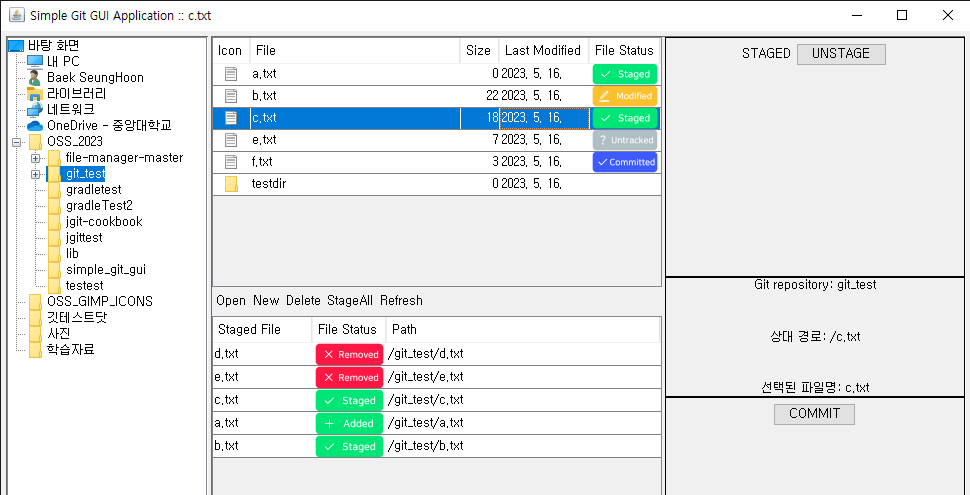 Simple Git GUI Application :: c.txt
바탕 화면
내 PC
Baek SeungHoon
라이브러리
네트워크
OneDrive - 중앙대학교
OSS_2023
file-manager-master
git_test
gradletest
gradleTest2
jgit-cookbook
jgittest
lib
simple_git_gui
testest
OSS_GIMP_ICONS
깃테스트닷
사진
학습자료
Icon File Size Last Modified File Status
a.txt 0 2023. 5. 16. Staged
b.txt 22 2023. 5. 16. Modified
c.txt 18 2023. 5. 16. Staged
e.txt 7 2023. 5. 16. Untracked
f.txt 3 2023. 5. 16. Committed
testdir 0 2023. 5. 16.
Open New Delete StageAll Refresh
Staged File File Status Path
d.txt Removed /git_test/d.txt
e.txt Removed /git_test/e.txt
c.txt Staged /git_test/c.txt
a.txt Added /git_test/a.txt
b.txt Staged /git_test/b.txt
STAGED UNSTAGE
Git repository: git_test
상대 경로: /c.txt
선택된 파일명: c.txt
COMMIT